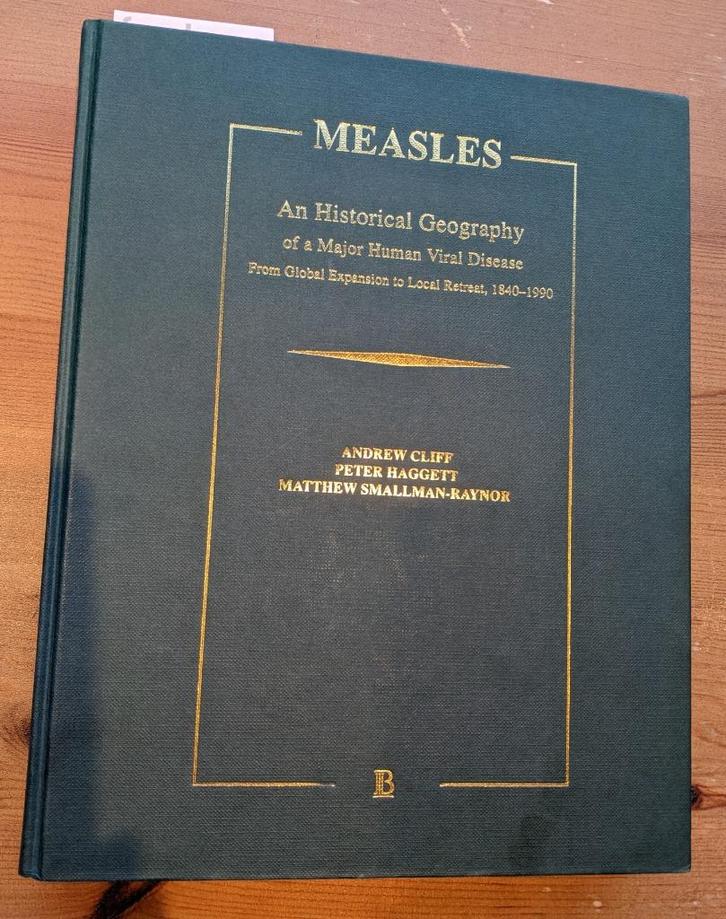 MEASLES
An Historical Geography
of a Major Human Viral Disease
From Global Expansion to Local Retreat, 1840–1990
ANDREW CLIFF
PETER HAGGETT
MATTHEW SMALLMAN-RAYNOR
B